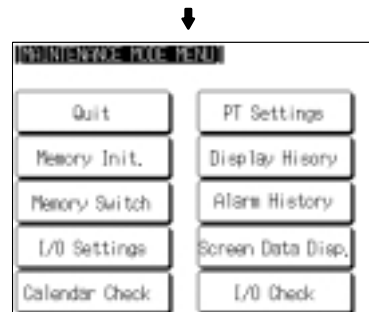 [MAINTENANCE MODE MENU]
Quit
PT Settings
Memory Init.
Display Hisory
Memory Switch
Alarm History
I/O Settings
Screen Data Disp.
Calendar Check
I/O Check